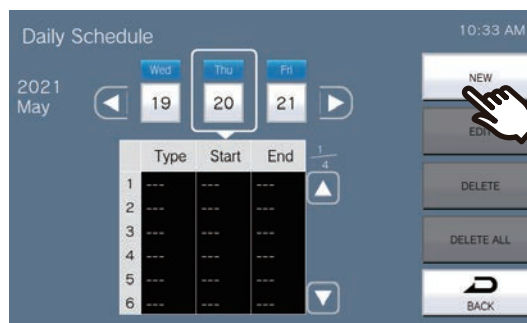 Daily Schedule
10:33 AM
2021
May
Wed
Thu
Fri
19
20
21
Type Start End
1
4
1 --- --- ---
2 --- --- ---
3 --- --- ---
4 --- --- ---
5 --- --- ---
6 --- --- ---
NEW
EDIT
DELETE
DELETE ALL
BACK